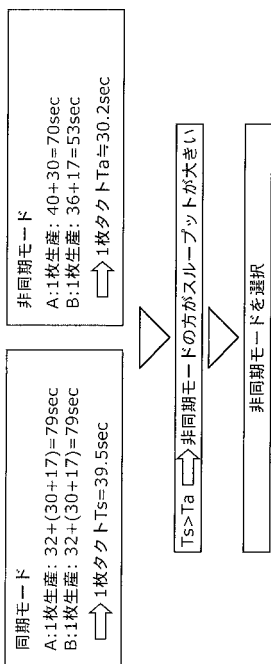 同期モード
A:1枚生産: 32+(30+17)=79sec
B:1枚生産: 32+(30+17)=79sec
⇨1枚タクトTs=39.5sec
非同期モード
A:1枚生産: 40+30=70sec
B:1枚生産: 36+17=53sec
⇨1枚タクトTa≒30.2sec
Ts>Ta ⇨非同期モードの方がスループットが大きい
非同期モードを選択